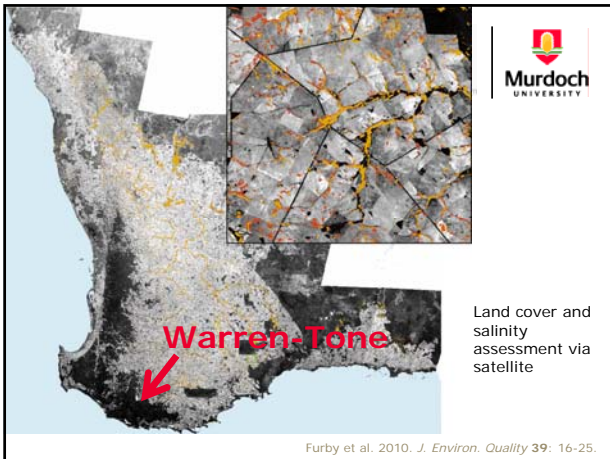 Murdoch
UNIVERSITY
Warren-Tone
Land cover and
salinity
assessment via
satellite
Furby et al. 2010. J. Environ. Quality 39: 16-25.